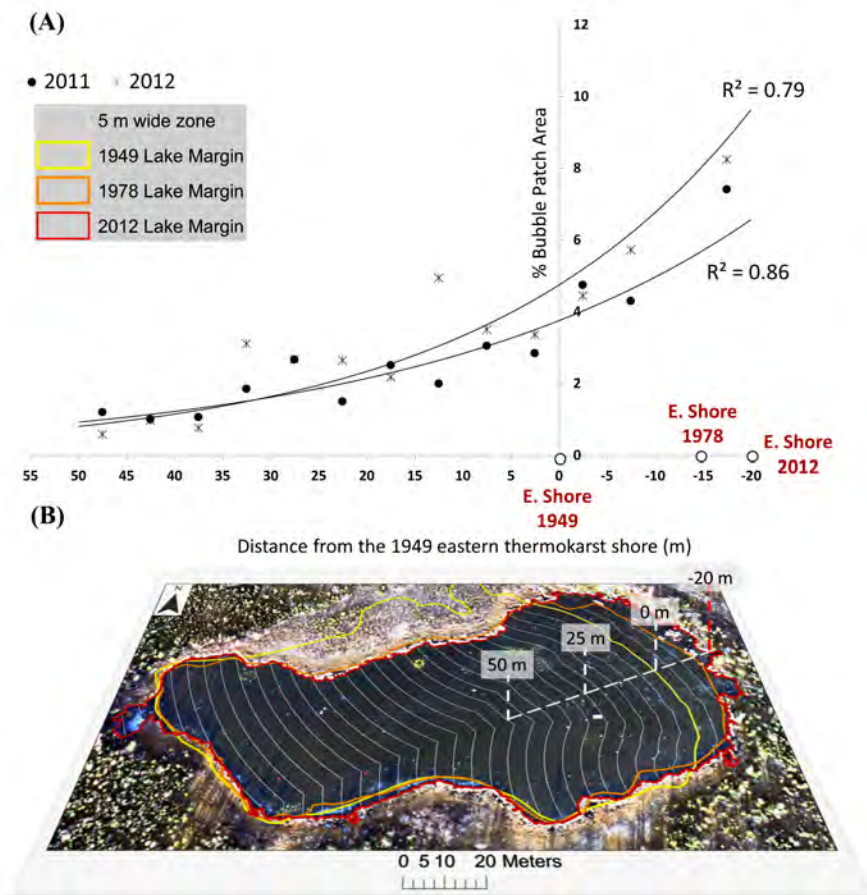 (A)
12
● 2011 ✳ 2012
5 m wide zone
1949 Lake Margin
1978 Lake Margin
2012 Lake Margin
10
R² = 0.79
8
% Bubble Patch Area
6
R² = 0.86
4
2
E. Shore
1978
E. Shore
2012
55 50 45 40 35 30 25 20 15 10 5 0 -5 -10 -15 -20
E. Shore
1949
(B)
Distance from the 1949 eastern thermokarst shore (m)
-20 m
N
0 m
25 m
50 m
0 5 10 20 Meters